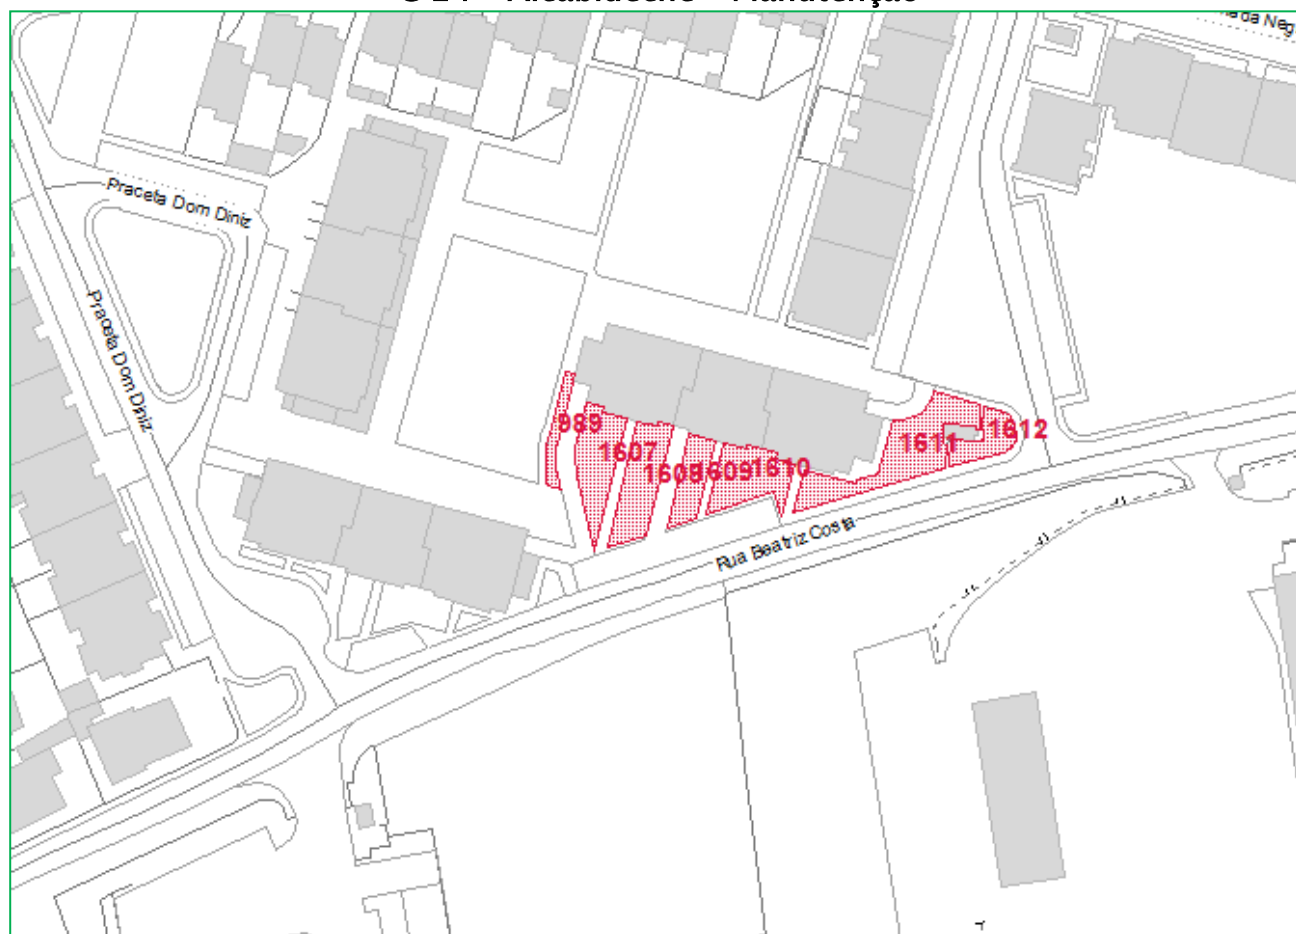 Praceta Dom Diniz
Praceta Dom Diniz
989
1607
1608
1609
1610
1611
1612
Rua Beatriz Costa